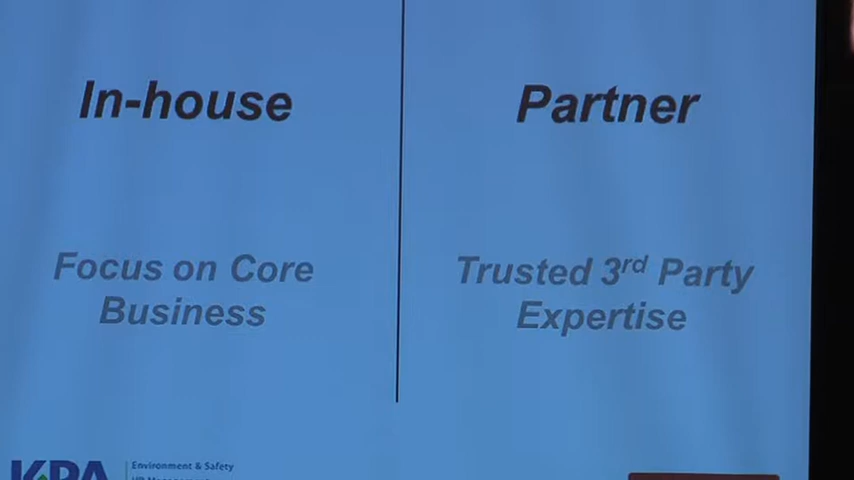 In-house
Partner
Focus on Core
Business
Trusted 3rd Party
Expertise
KPA
Environment & Safety